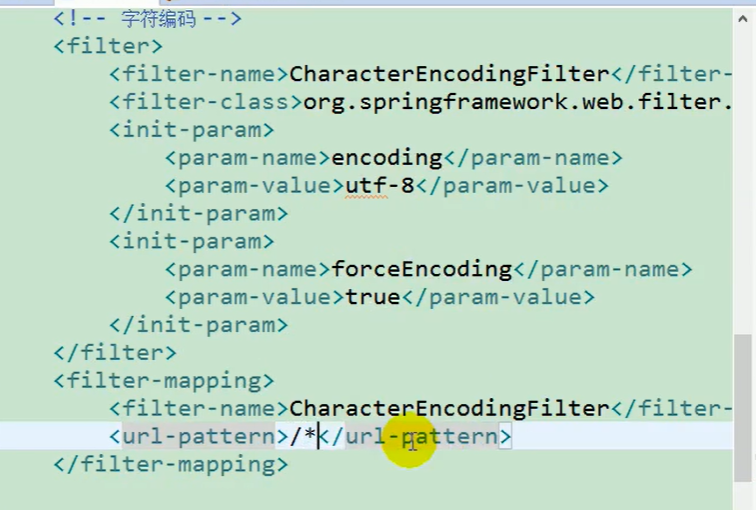 <!-- 字符编码 -->
<filter>
<filter-name>CharacterEncodingFilter</filter-
<filter-class>org.springframework.web.filter.
<init-param>
<param-name>encoding</param-name>
<param-value>utf-8</param-value>
</init-param>
<init-param>
<param-name>forceEncoding</param-name>
<param-value>true</param-value>
</init-param>
</filter>
<filter-mapping>
<filter-name>CharacterEncodingFilter</filter-
<url-pattern>/*</url-pattern>
</filter-mapping>